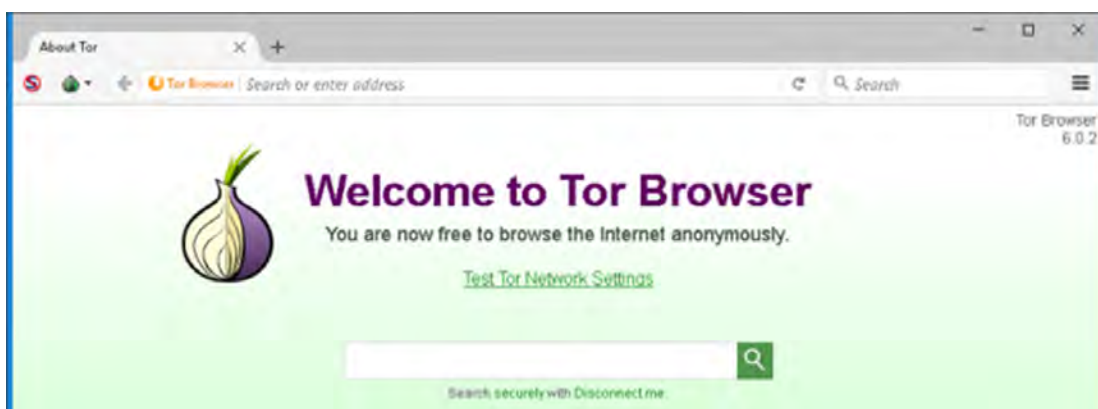 About Tor
Tor Browser Search or enter address Search
Tor Browser
6.0.2
Welcome to Tor Browser
You are now free to browse the Internet anonymously.
Test Tor Network Settings
Search securely with Disconnect.me.